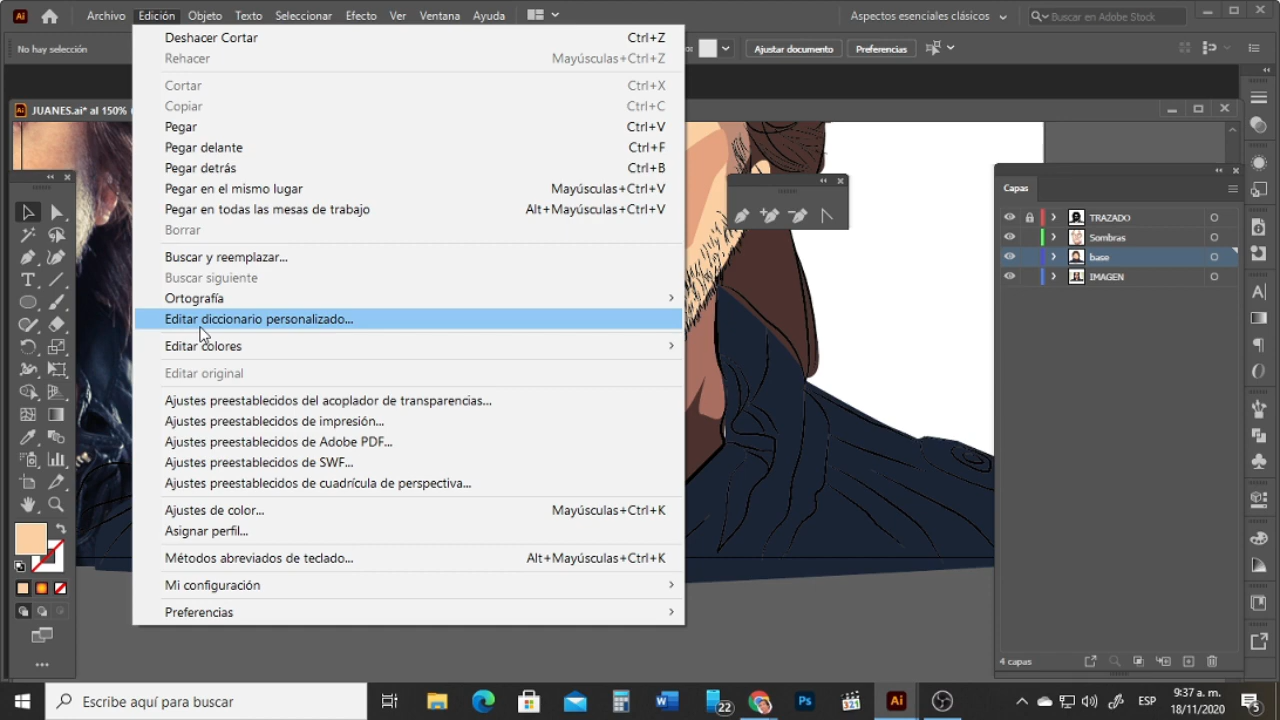 Ai Archivo Edición Objeto Texto Seleccionar Efecto Ver Ventana Ayuda Aspectos esenciales clásicos Buscar en Adobe Stock
No hay selección Ajustar documento Preferencias
JUANES.ai* al 150%
Deshacer Cortar Ctrl+Z
Rehacer Mayúsculas+Ctrl+Z
Cortar Ctrl+X
Copiar Ctrl+C
Pegar Ctrl+V
Pegar delante Ctrl+F
Pegar detrás Ctrl+B
Pegar en el mismo lugar Mayúsculas+Ctrl+V
Pegar en todas las mesas de trabajo Alt+Mayúsculas+Ctrl+V
Borrar
Buscar y reemplazar...
Buscar siguiente
Ortografía
Editar diccionario personalizado...
Editar colores
Editar original
Ajustes preestablecidos del acoplador de transparencias...
Ajustes preestablecidos de impresión...
Ajustes preestablecidos de Adobe PDF...
Ajustes preestablecidos de SWF...
Ajustes preestablecidos de cuadrícula de perspectiva...
Ajustes de color... Mayúsculas+Ctrl+K
Asignar perfil...
Métodos abreviados de teclado... Alt+Mayúsculas+Ctrl+K
Mi configuración
Preferencias
Capas
TRAZADO
Sombras
base
IMAGEN
4 capas
Escribe aquí para buscar
22
Ps
321
Ai
ESP
9:37 a. m.
18/11/2020
5